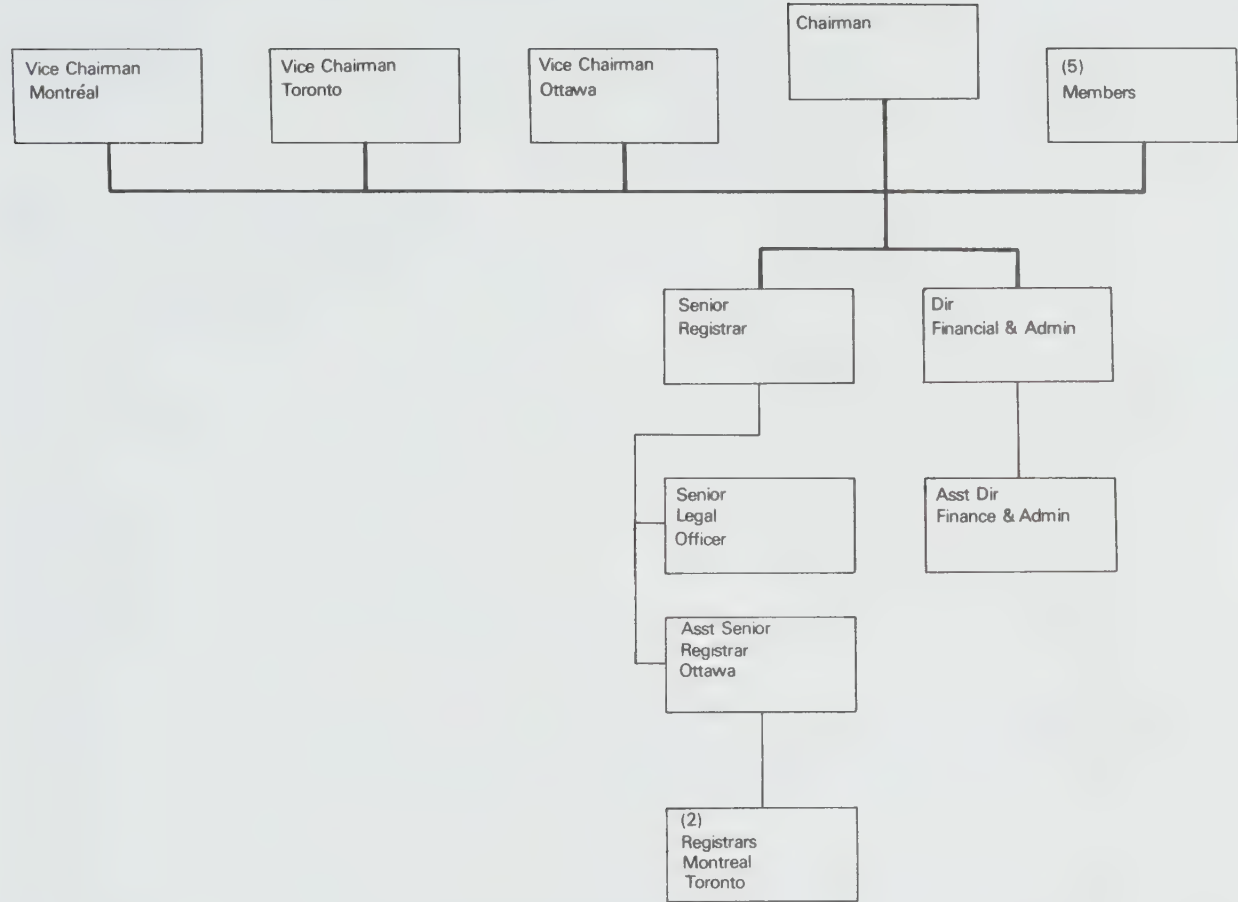 Chairman
Vice Chairman
Montréal
Vice Chairman
Toronto
Vice Chairman
Ottawa
(5)
Members
Senior
Registrar
Dir
Financial & Admin
Senior
Legal
Officer
Asst Dir
Finance & Admin
Asst Senior
Registrar
Ottawa
(2)
Registrars
Montreal
Toronto